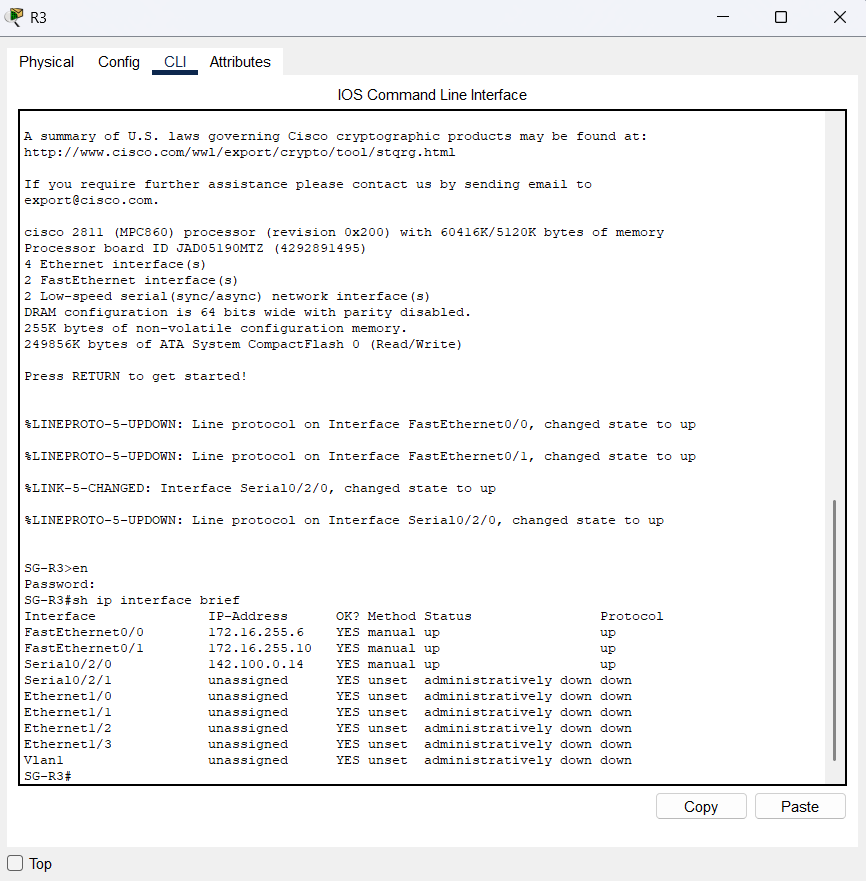 R3
Physical Config CLI Attributes
IOS Command Line Interface
A summary of U.S. laws governing Cisco cryptographic products may be found at:
http://www.cisco.com/wwl/export/crypto/tool/stqrg.html
If you require further assistance please contact us by sending email to
export@cisco.com.
cisco 2811 (MPC860) processor (revision 0x200) with 60416K/5120K bytes of memory
Processor board ID JAD05190MTZ (4292891495)
4 Ethernet interface(s)
2 FastEthernet interface(s)
2 Low-speed serial(sync/async) network interface(s)
DRAM configuration is 64 bits wide with parity disabled.
255K bytes of non-volatile configuration memory.
249856K bytes of ATA System CompactFlash 0 (Read/Write)
Press RETURN to get started!
%LINEPROTO-5-UPDOWN: Line protocol on Interface FastEthernet0/0, changed state to up
%LINEPROTO-5-UPDOWN: Line protocol on Interface FastEthernet0/1, changed state to up
%LINK-5-CHANGED: Interface Serial0/2/0, changed state to up
%LINEPROTO-5-UPDOWN: Line protocol on Interface Serial0/2/0, changed state to up
SG-R3>en
Password:
SG-R3#sh ip interface brief
Interface IP-Address OK? Method Status Protocol
FastEthernet0/0 172.16.255.6 YES manual up up
FastEthernet0/1 172.16.255.10 YES manual up up
Serial0/2/0 142.100.0.14 YES manual up up
Serial0/2/1 unassigned YES unset administratively down down
Ethernet1/0 unassigned YES unset administratively down down
Ethernet1/1 unassigned YES unset administratively down down
Ethernet1/2 unassigned YES unset administratively down down
Ethernet1/3 unassigned YES unset administratively down down
Vlan1 unassigned YES unset administratively down down
SG-R3#
Copy Paste
Top